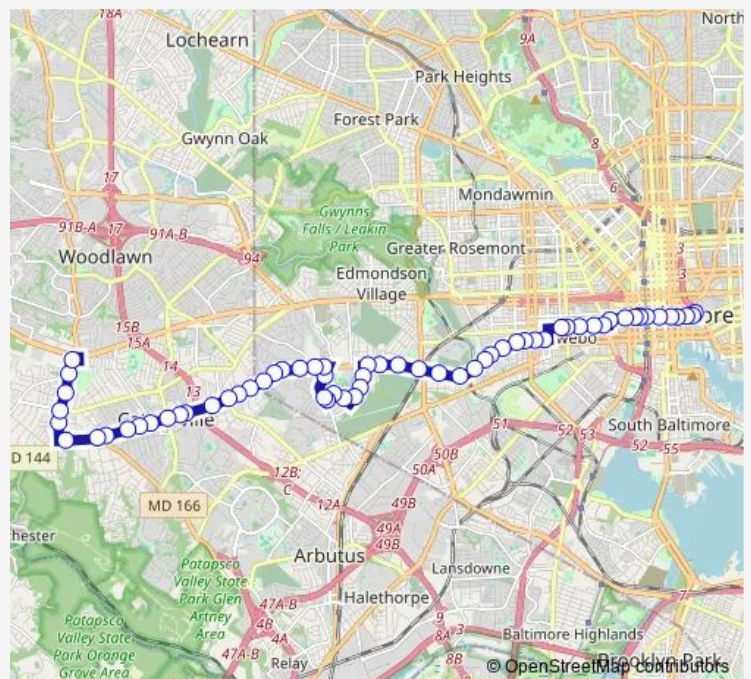 18A
North
Lochearn
9A
Park Heights
Forest Park
Gwynn Oak
8
17
6
Mondawmin
Gwynns
Falls / Leakin
Park
91B-A
17
91A-B
3
3
Greater Rosemont
Woodlawn
94
Edmondson
Village
15B
15A
ore
14
13
51
52
53
South Baltimore
52
55
D 144
50B
50A
12B;
C
MD 166
12A
49B
49A
49B
hester
Arbutus
Lansdowne
Patapsco
Valley State
Park Glen
Artney
Area
Halethorpe
7
47A-B
4B
4A
9
3
8A
Patapsco
Valley State
Park Orange
Grove Area
Baltimore Highlands
47A-B
Relay
8B
Brooklyn Park
© OpenStreetMap contributors